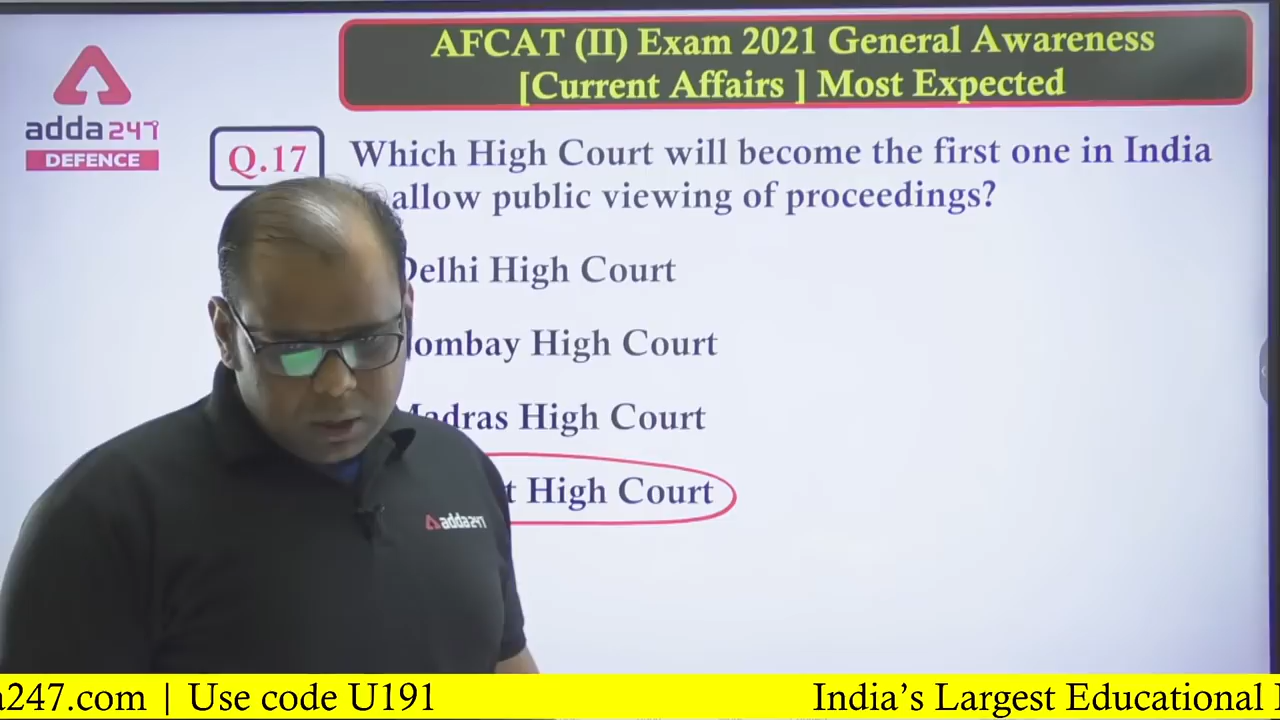 AFCAT (II) Exam 2021 General Awareness
[Current Affairs ] Most Expected
adda247
DEFENCE
Q.17
Which High Court will become the first one in India
allow public viewing of proceedings?
Delhi High Court
ombay High Court
Madras High Court
t High Court
adda247
a247.com | Use code U191
India's Largest Educational